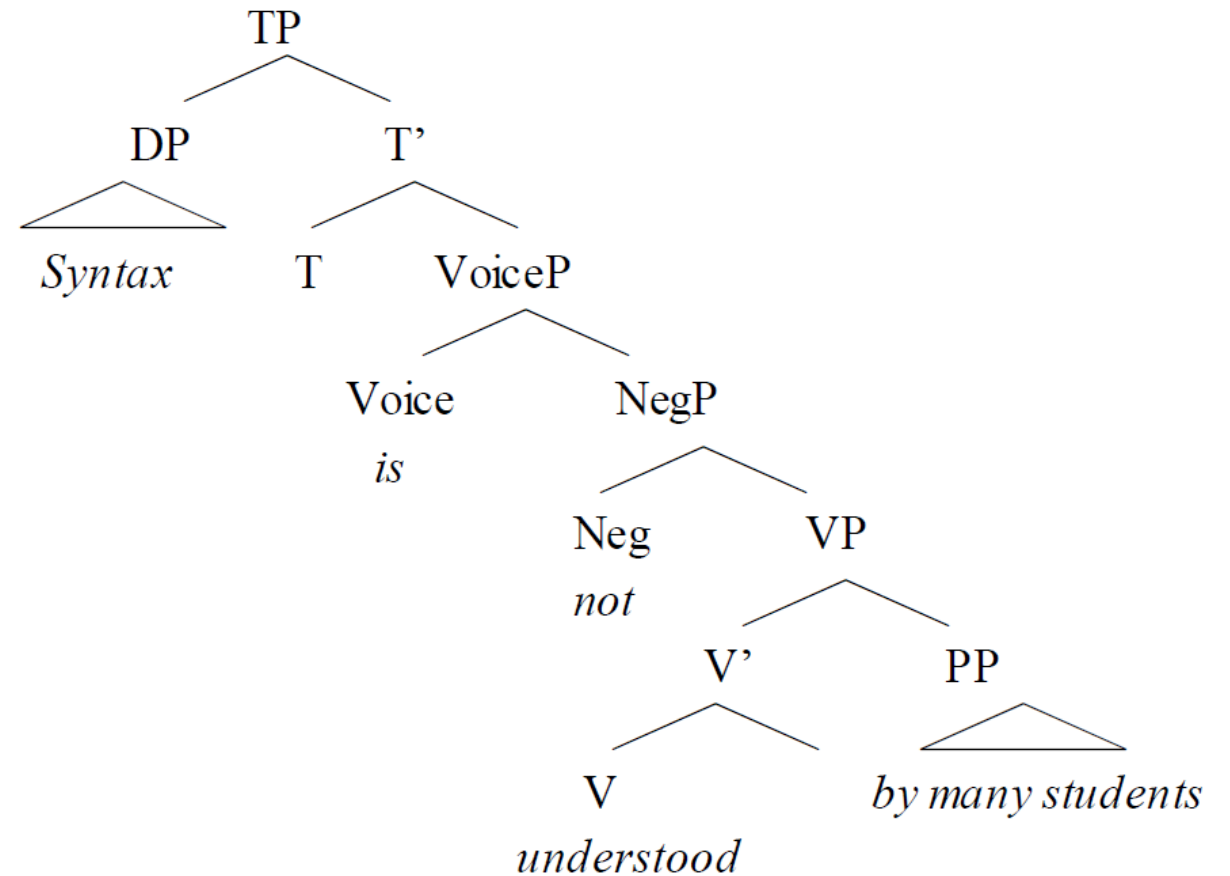 TP
DP T’
Syntax T VoiceP
Voice NegP
is
Neg VP
not
V’ PP
V by many students
understood